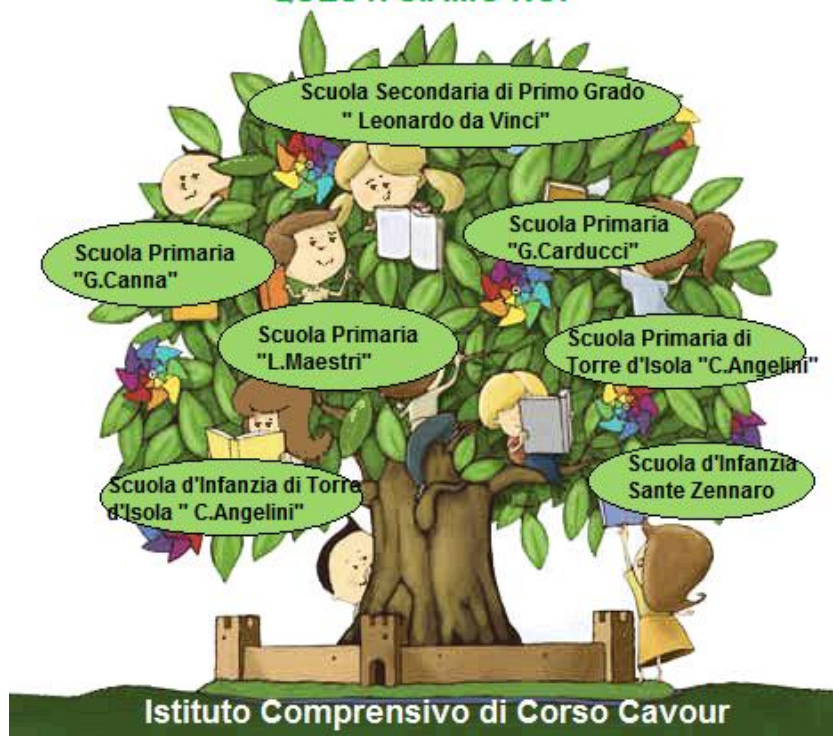 Scuola Secondaria di Primo Grado
" Leonardo da Vinci"
Scuola Primaria
"G.Carducci"
Scuola Primaria
"G.Canna"
Scuola Primaria
"L.Maestri"
Scuola Primaria di
Torre d'Isola "C.Angelini"
Scuola d'Infanzia
Sante Zennaro
Scuola d'Infanzia di Torre
d'Isola " C.Angelini"
Istituto Comprensivo di Corso Cavour